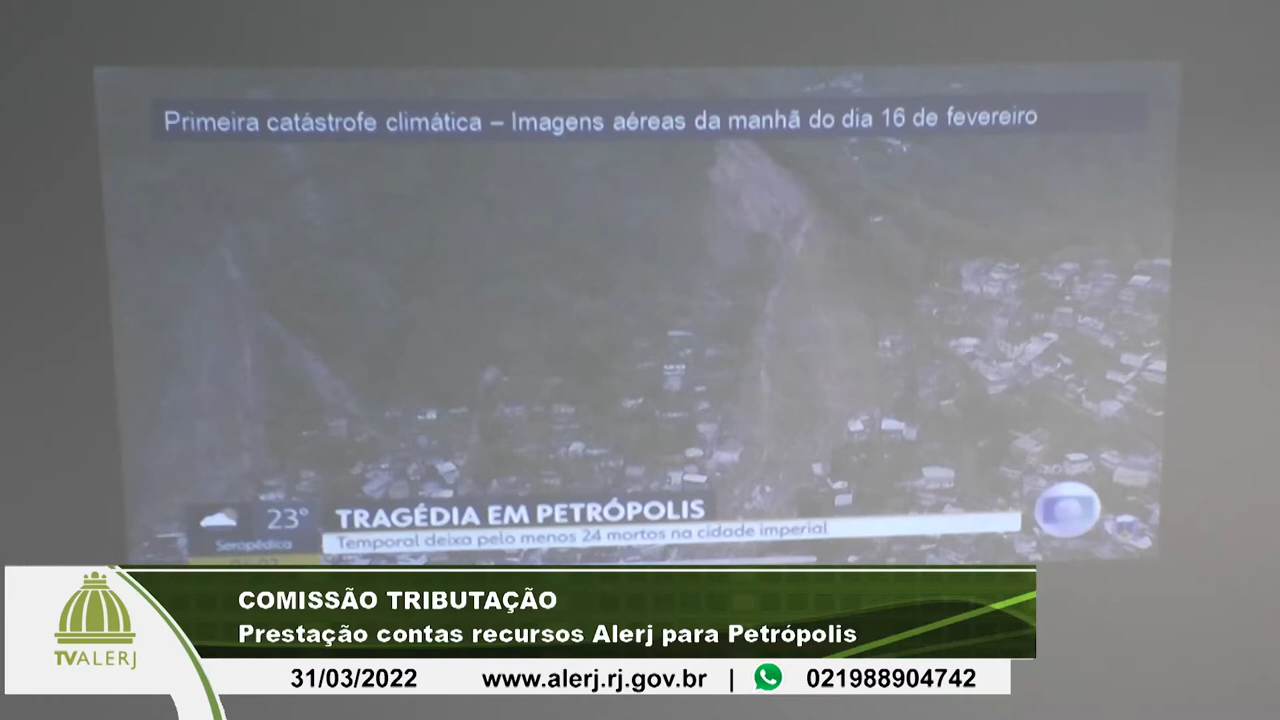 Primeira catástrofe climática – Imagens aéreas da manhã do dia 16 de fevereiro
23°
Seropédica
TRAGÉDIA EM PETRÓPOLIS
Temporal deixa pelo menos 24 mortos na cidade imperial
COMISSÃO TRIBUTAÇÃO
Prestação contas recursos Alerj para Petrópolis
TVALERJ
31/03/2022 www.alerj.rj.gov.br | 021988904742